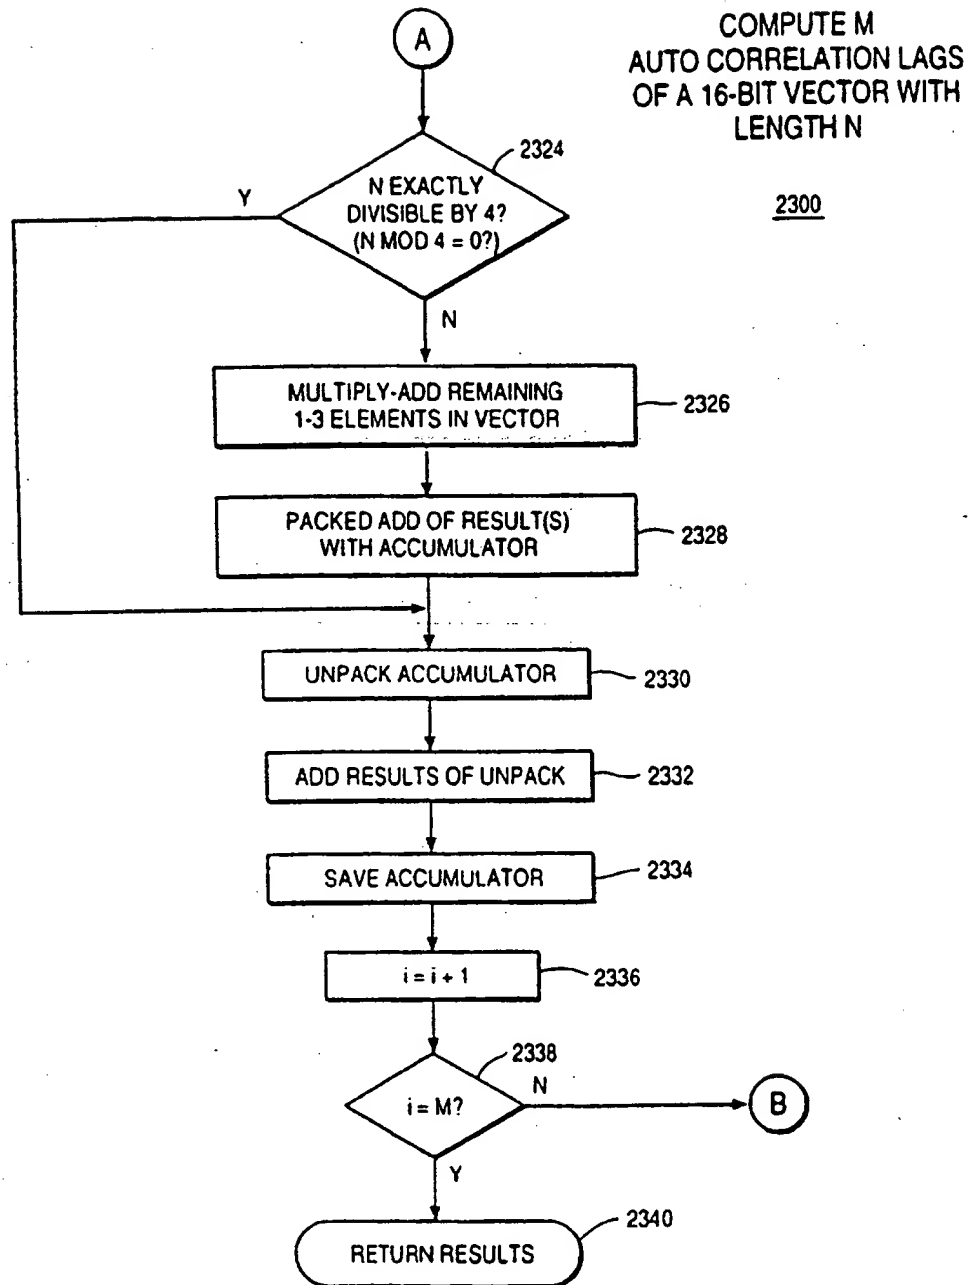 A
COMPUTE M
AUTO CORRELATION LAGS
OF A 16-BIT VECTOR WITH
LENGTH N
2300
2324
N EXACTLY
DIVISIBLE BY 4?
(N MOD 4 = 0?)
Y
N
MULTIPLY-ADD REMAINING
1-3 ELEMENTS IN VECTOR
2326
PACKED ADD OF RESULT(S)
WITH ACCUMULATOR
2328
UNPACK ACCUMULATOR
2330
ADD RESULTS OF UNPACK
2332
SAVE ACCUMULATOR
2334
i = i + 1
2336
2338
i = M?
N
B
Y
RETURN RESULTS
2340